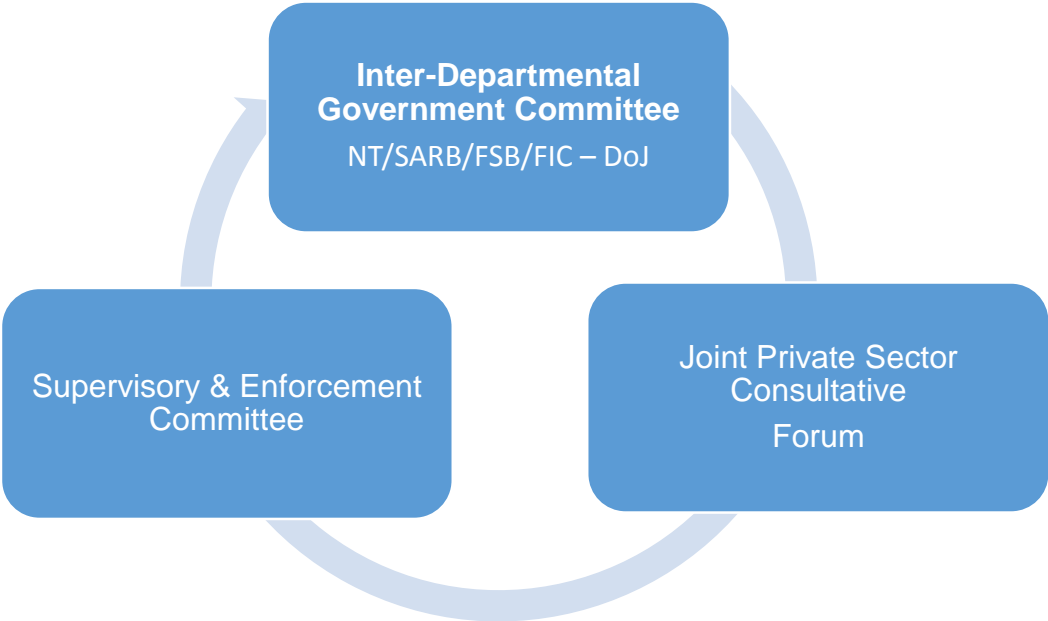 Inter-Departmental
Government Committee
NT/SARB/FSB/FIC – DoJ
Supervisory & Enforcement
Committee
Joint Private Sector
Consultative
Forum